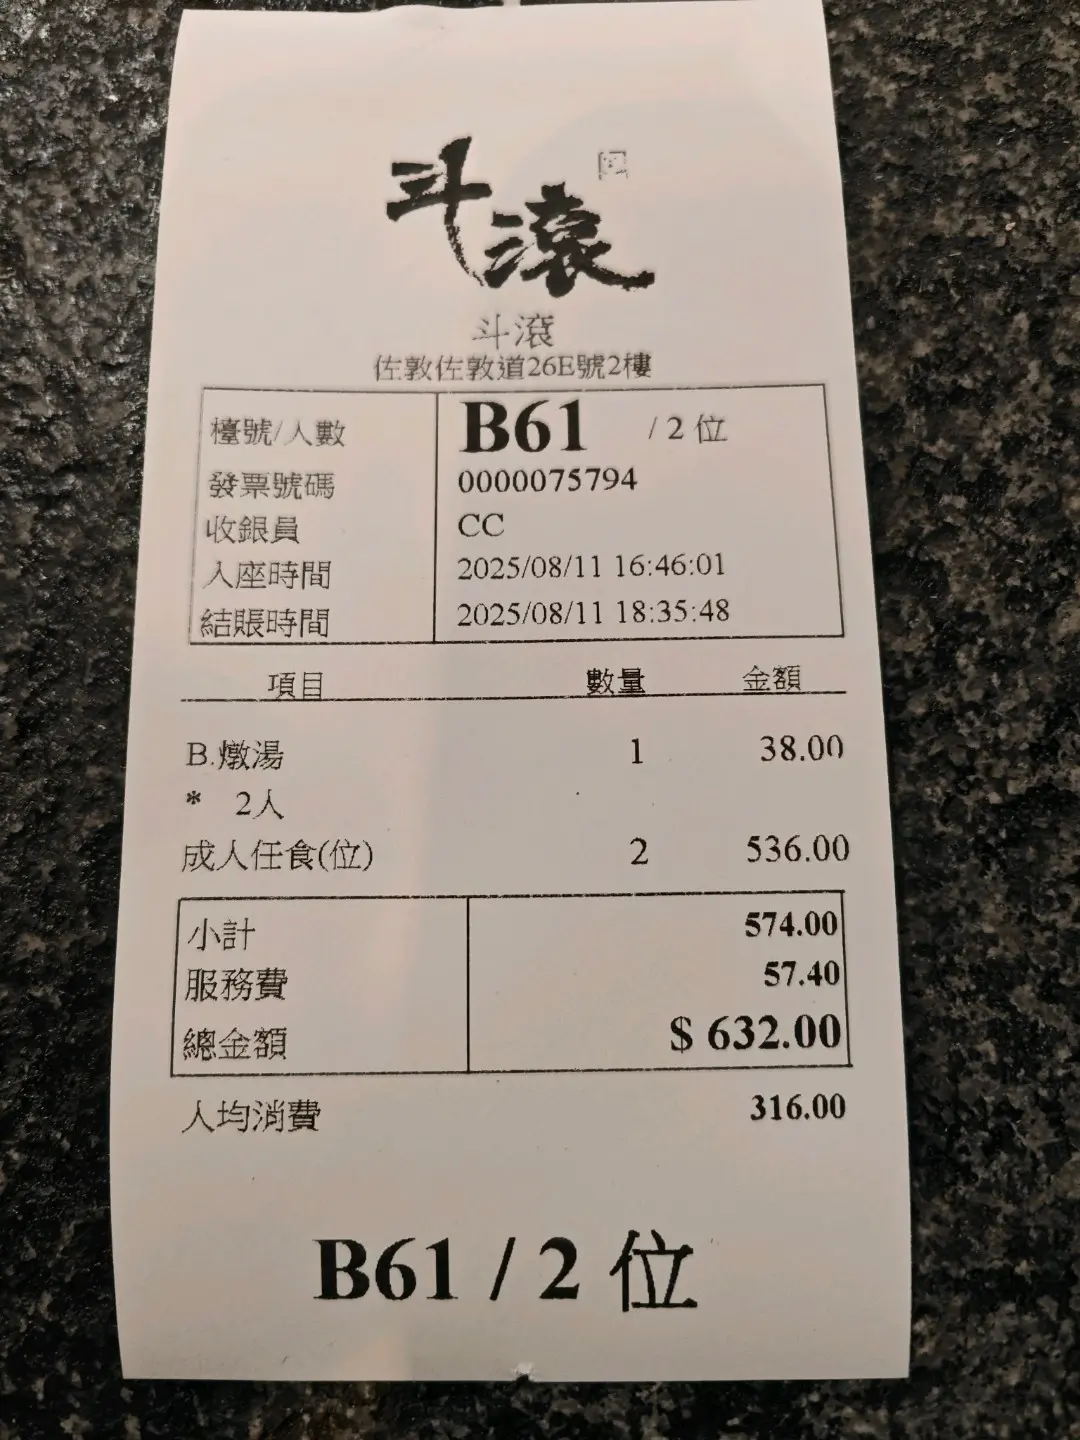 斗滾
斗滾
佐敦佐敦道26E號2樓
檯號/人數 B61 / 2 位
發票號碼 0000075794
收銀員 CC
入座時間 2025/08/11 16:46:01
結賬時間 2025/08/11 18:35:48
項目 數量 金額
B.燉湯 1 38.00
* 2人
成人任食(位) 2 536.00
小計 574.00
服務費 57.40
總金額 $ 632.00
人均消費 316.00
B61 / 2 位